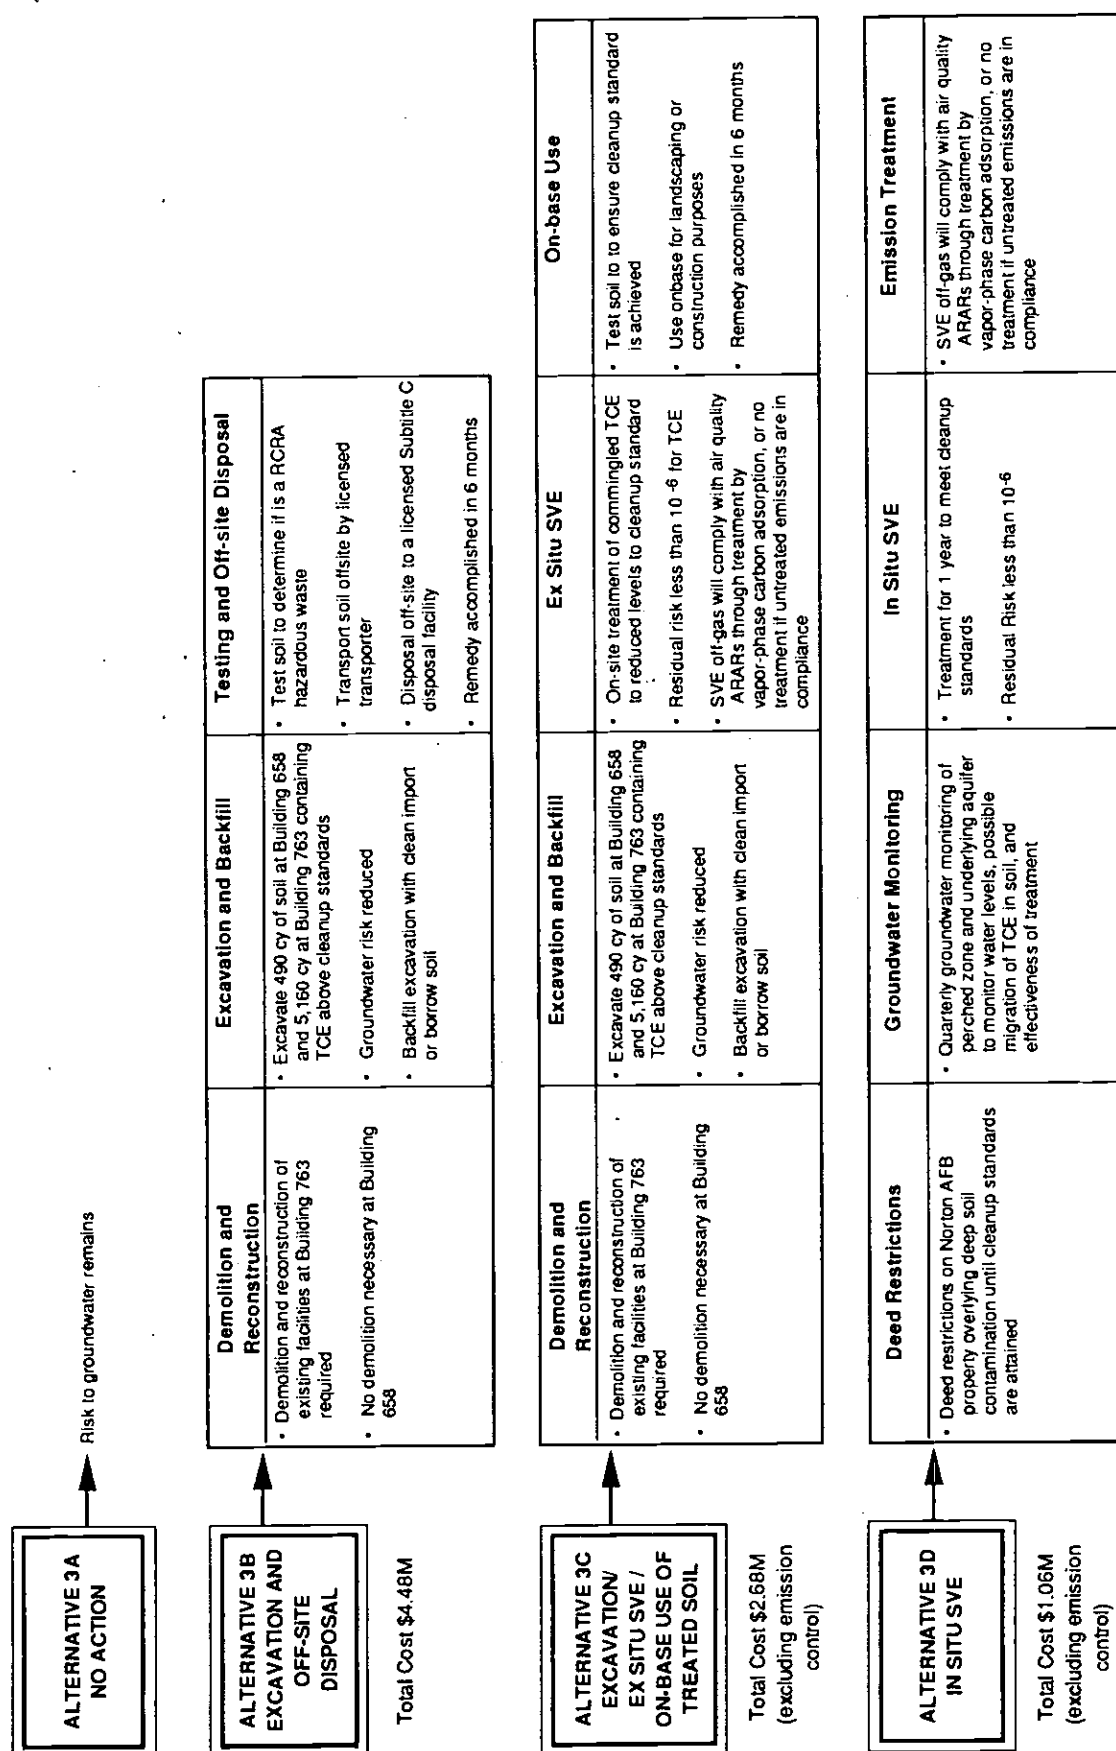 ALTERNATIVE 3A
NO ACTION
Risk to groundwater remains
ALTERNATIVE 3B
EXCAVATION AND
OFF-SITE
DISPOSAL
Total Cost $4.48M
Demolition and
Reconstruction
• Demolition and reconstruction of
existing facilities at Building 763
required
• No demolition necessary at Building
658
Excavation and Backfill
• Excavate 490 cy of soil at Building 658
and 5,160 cy at Building 763 containing
TCE above cleanup standards
• Groundwater risk reduced
• Backfill excavation with clean import
or borrow soil
Testing and Off-site Disposal
• Test soil to determine if is a RCRA
hazardous waste
• Transport soil offsite by licensed
transporter
• Disposal off-site to a licensed Subtitle C
disposal facility
• Remedy accomplished in 6 months
ALTERNATIVE 3C
EXCAVATION/
EX SITU SVE /
ON-BASE USE OF
TREATED SOIL
Total Cost $2.68M
(excluding emission
control)
Demolition and
Reconstruction
• Demolition and reconstruction of
existing facilities at Building 763
required
• No demolition necessary at Building
658
Excavation and Backfill
• Excavate 490 cy of soil at Building 658
and 5,160 cy at Building 763 containing
TCE above cleanup standards
• Groundwater risk reduced
• Backfill excavation with clean import
or borrow soil
Ex Situ SVE
• On-site treatment of commingled TCE
to reduced levels to cleanup standard
• Residual risk less than 10-6 for TCE
• SVE off-gas will comply with air quality
ARARs through treatment by
vapor-phase carbon adsorption, or no
treatment if untreated emissions are in
compliance
On-base Use
• Test soil to to ensure cleanup standard
is achieved
• Use onbase for landscaping or
construction purposes
• Remedy accomplished in 6 months
ALTERNATIVE 3D
IN SITU SVE
Total Cost $1.06M
(excluding emission
control)
Deed Restrictions
• Deed restrictions on Norton AFB
property overlying deep soil
contamination until cleanup standards
are attained
Groundwater Monitoring
• Quarterly groundwater monitoring of
perched zone and underlying aquifer
to monitor water levels, possible
migration of TCE in soil, and
effectiveness of treatment
In Situ SVE
• Treatment for 1 year to meet cleanup
standards
• Residual Risk less than 10-6
Emission Treatment
• SVE off-gas will comply with air quality
ARARs through treatment by
vapor-phase carbon adsorption, or no
treatment if untreated emissions are in
compliance